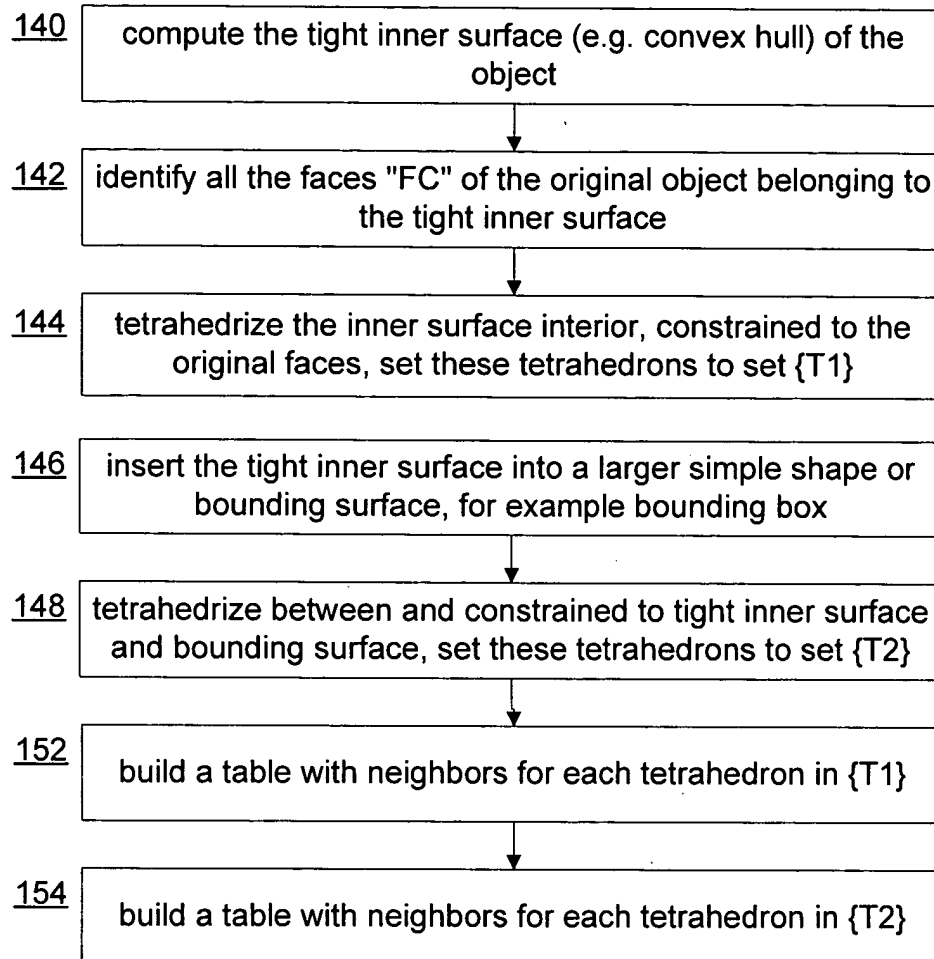 140
compute the tight inner surface (e.g. convex hull) of the
object
142
identify all the faces "FC" of the original object belonging to
the tight inner surface
144
tetrahedrize the inner surface interior, constrained to the
original faces, set these tetrahedrons to set {T1}
146
insert the tight inner surface into a larger simple shape or
bounding surface, for example bounding box
148
tetrahedrize between and constrained to tight inner surface
and bounding surface, set these tetrahedrons to set {T2}
152
build a table with neighbors for each tetrahedron in {T1}
154
build a table with neighbors for each tetrahedron in {T2}